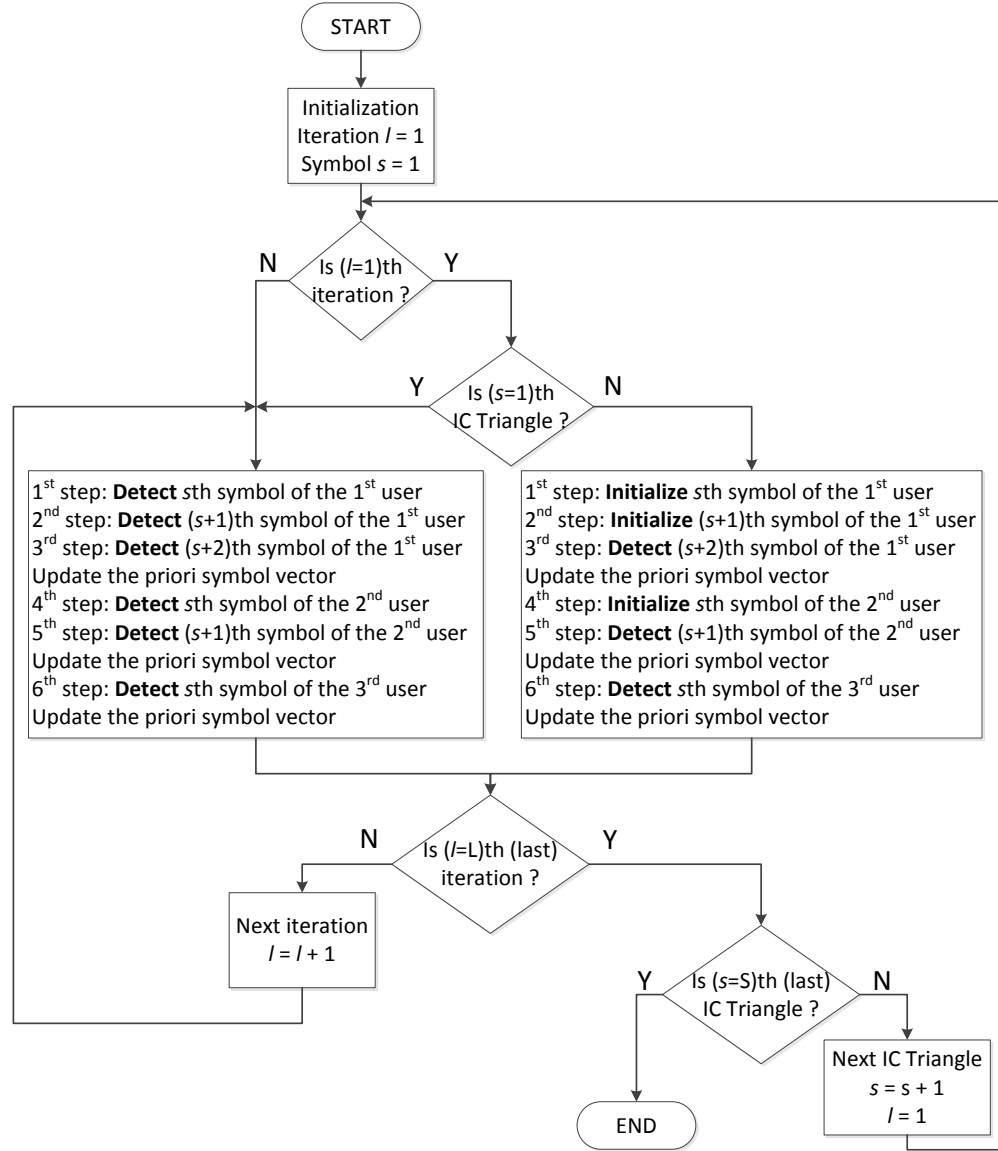 START
Initialization
Iteration l = 1
Symbol s = 1
N
Y
Is (l=1)th
iteration ?
Y
N
Is (s=1)th
IC Triangle ?
1st step: Detect sth symbol of the 1st user
2nd step: Detect (s+1)th symbol of the 1st user
3rd step: Detect (s+2)th symbol of the 1st user
Update the priori symbol vector
4th step: Detect sth symbol of the 2nd user
5th step: Detect (s+1)th symbol of the 2nd user
Update the priori symbol vector
6th step: Detect sth symbol of the 3rd user
Update the priori symbol vector
1st step: Initialize sth symbol of the 1st user
2nd step: Initialize (s+1)th symbol of the 1st user
3rd step: Detect (s+2)th symbol of the 1st user
Update the priori symbol vector
4th step: Initialize sth symbol of the 2nd user
5th step: Detect (s+1)th symbol of the 2nd user
Update the priori symbol vector
6th step: Detect sth symbol of the 3rd user
Update the priori symbol vector
N
Y
Is (l=L)th (last)
iteration ?
Next iteration
l = l + 1
Y
N
Is (s=S)th (last)
IC Triangle ?
Next IC Triangle
s = s + 1
l = 1
END